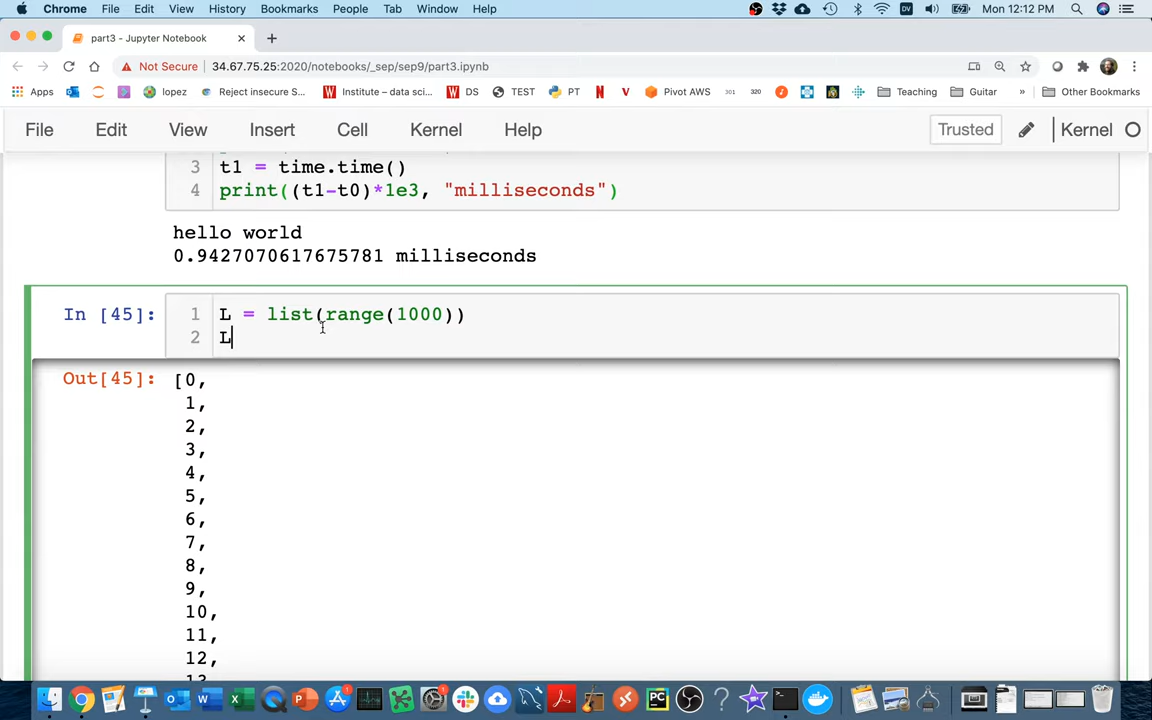 Chrome File Edit View History Bookmarks People Tab Window Help DV Mon 12:12 PM
part3 - Jupyter Notebook
Not Secure 34.67.75.25:2020/notebooks/_sep/sep9/part3.ipynb
Apps lopez Reject insecure S... Institute – data sci... DS TEST PT Pivot AWS 301 320 Teaching Guitar » Other Bookmarks
File Edit View Insert Cell Kernel Help Trusted Kernel
3 t1 = time.time()
4 print((t1-t0)*1e3, "milliseconds")
hello world
0.9427070617675781 milliseconds
In [45]: 1 L = list(range(1000))
2 L
Out[45]: [0,
1,
2,
3,
4,
5,
6,
7,
8,
9,
10,
11,
12,